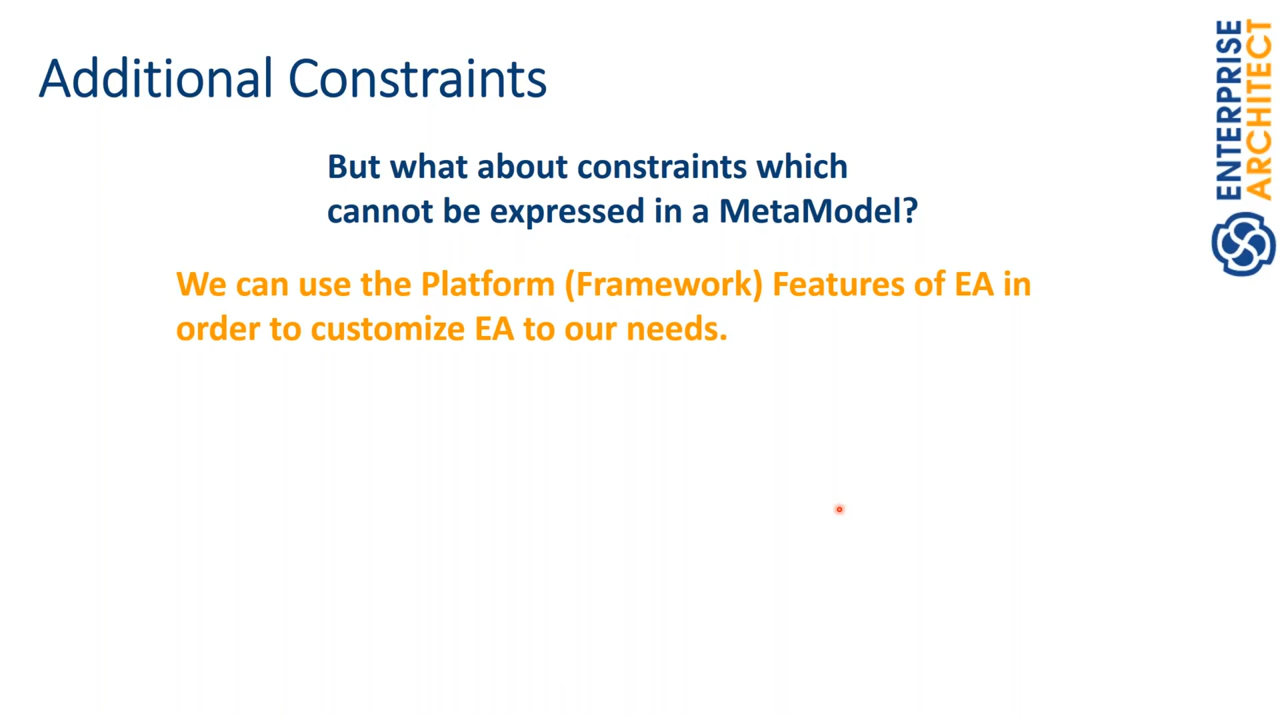 Additional Constraints
But what about constraints which
cannot be expressed in a MetaModel?
We can use the Platform (Framework) Features of EA in
order to customize EA to our needs.
ENTERPRISE
ARCHITECT